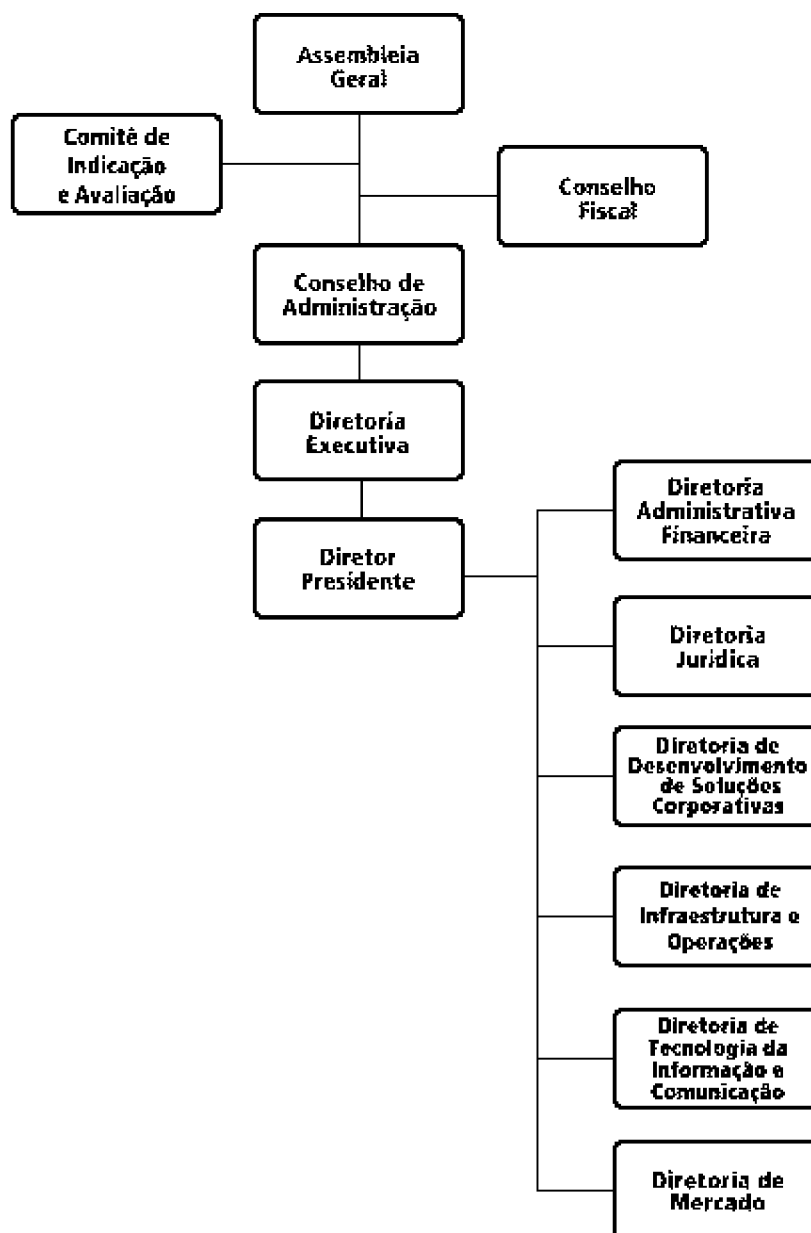 Assembleia
Geral
Comitê de
Indicação
e Avaliação
Conselho
Fiscal
Conselho de
Administração
Diretoria
Executiva
Diretor
Presidente
Diretoria
Administrativa
Financeira
Diretoria
Jurídica
Diretoria de
Desenvolvimento
de Soluções
Corporativas
Diretoria de
Infraestrutura e
Operações
Diretoria de
Tecnologia da
Informação e
Comunicação
Diretoria de
Mercado